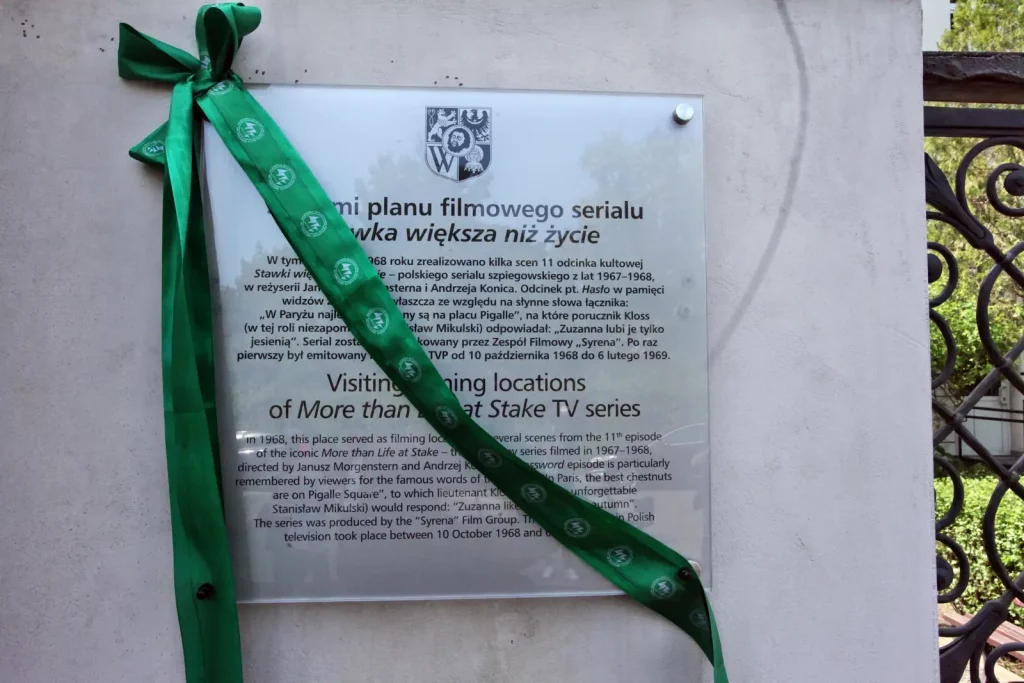 W
mi planu filmowego serialu
wka większa niż życie
W tym 968 roku zrealizowano kilka scen 11 odcinka kultowej
Stawki wię e – polskiego serialu szpiegowskiego z lat 1967–1968,
w reżyserii Jan sterna i Andrzeja Konica. Odcinek pt. Hasło w pamięci
widzów z właszcza ze względu na słynne słowa łącznika:
„W Paryżu najle ny są na placu Pigalle”, na które porucznik Kloss
(w tej roli niezapom isław Mikulski) odpowiadał: „Zuzanna lubi je tylko
jesienią”. Serial zosta kowany przez Zespół Filmowy „Syrena”. Po raz
pierwszy był emitowany TVP od 10 października 1968 do 6 lutego 1969.
Visiting ming locations
of More than L at Stake TV series
In 1968, this place served as filming loc everal scenes from the 11th episode
of the iconic More than Life at Stake – th y series filmed in 1967–1968,
directed by Janusz Morgenstern and Andrzej Ko ssword episode is particularly
remembered by viewers for the famous words of th In Paris, the best chestnuts
are on Pigalle Square”, to which lieutenant Klo unforgettable
Stanisław Mikulski) would respond: “Zuzanna like autumn”.
The series was produced by the “Syrena” Film Group. Th in Polish
television took place between 10 October 1968 and 6